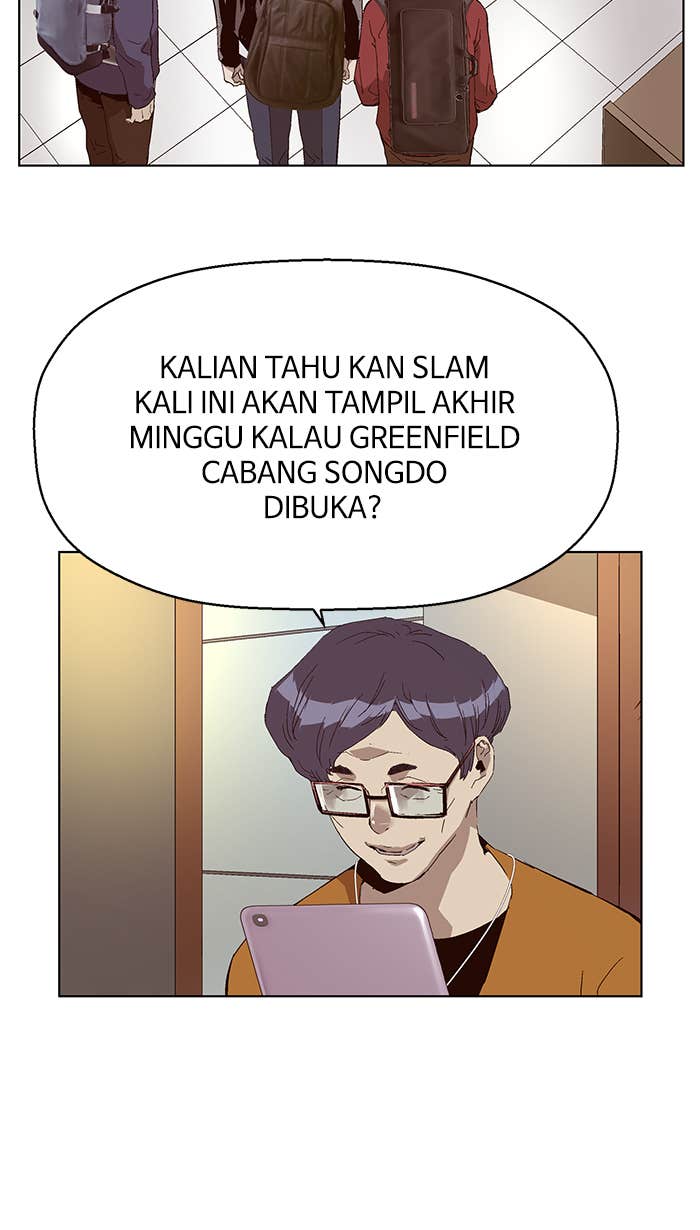 KALIAN TAHU KAN SLAM
KALI INI AKAN TAMPIL AKHIR
MINGGU KALAU GREENFIELD
CABANG SONGDO
DIBUKA?